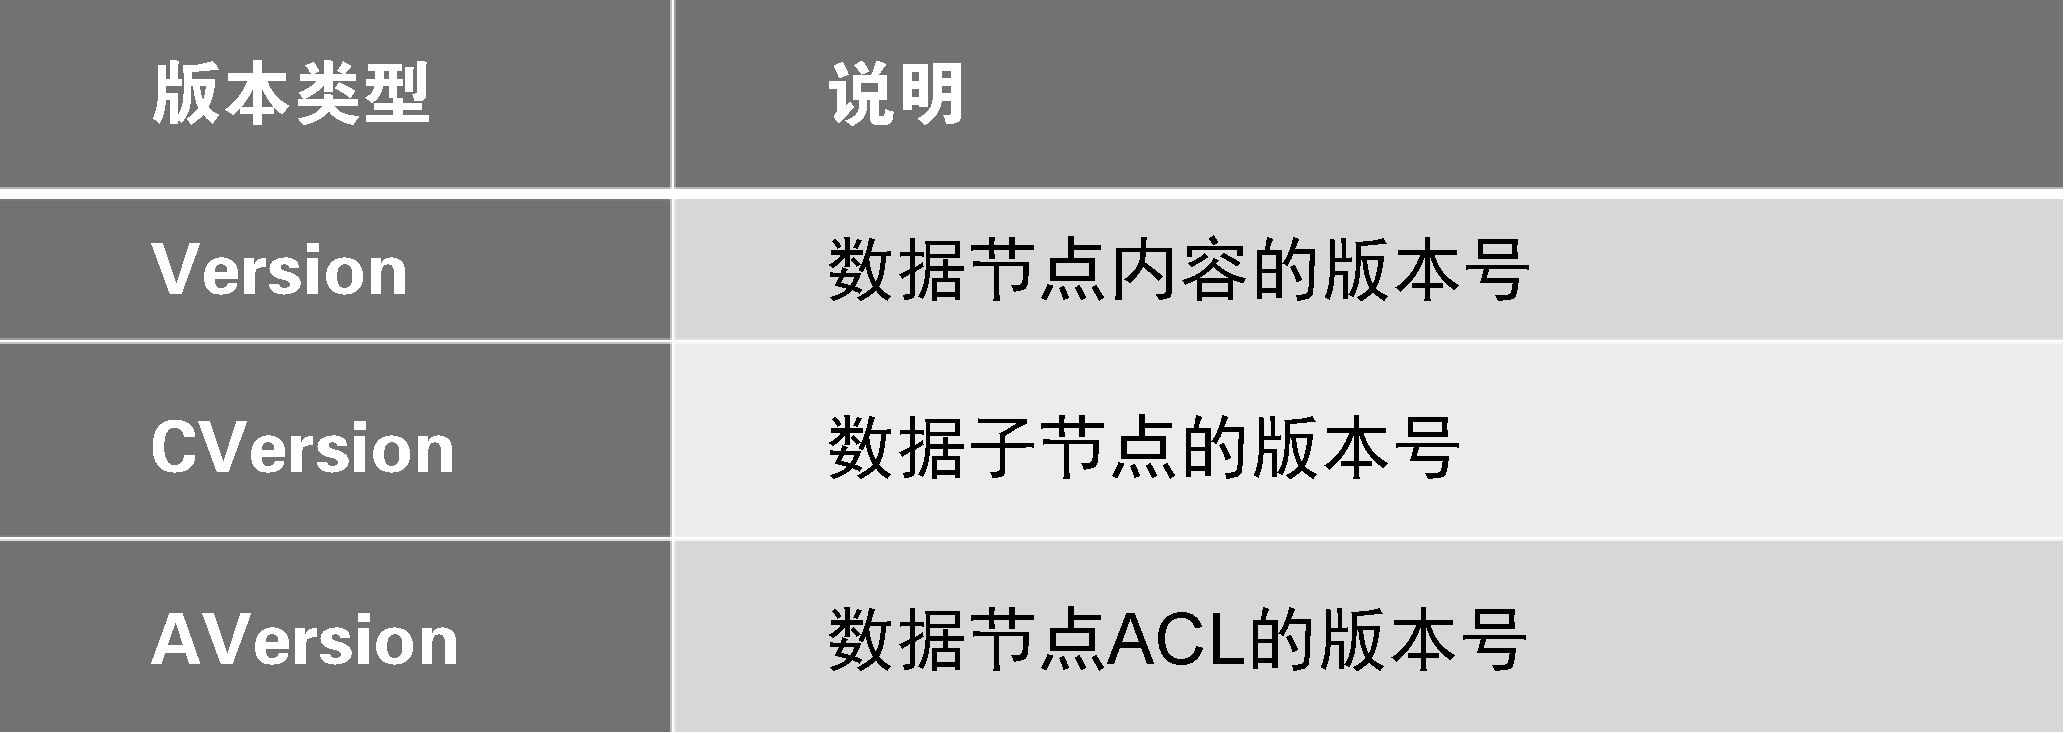 版本类型 说明
Version 数据节点内容的版本号
CVersion 数据子节点的版本号
AVersion 数据节点ACL的版本号